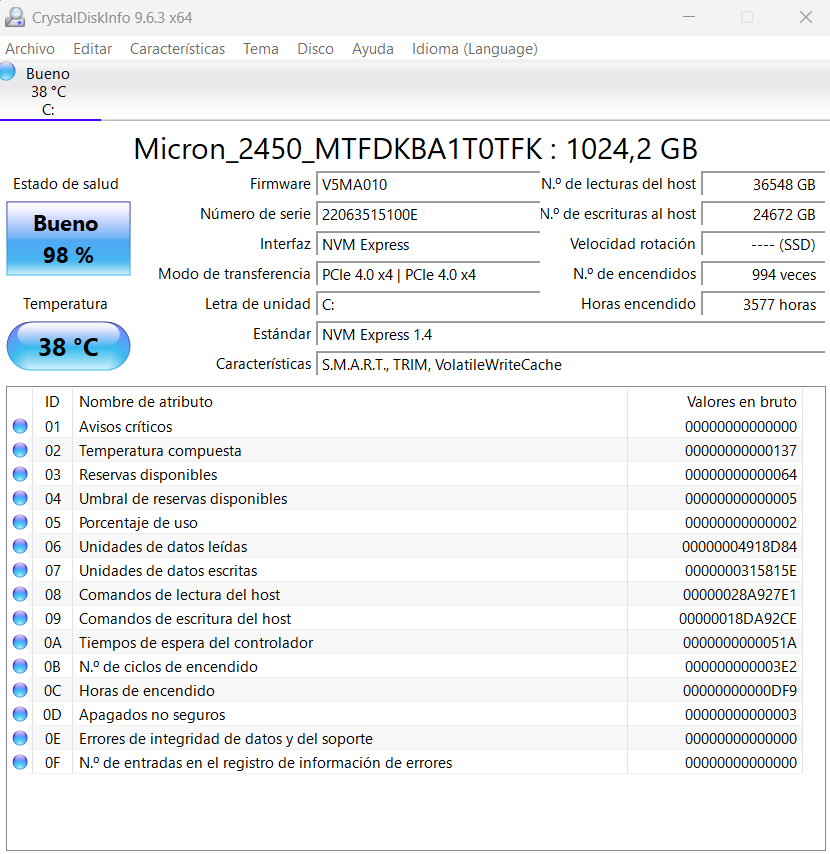 CrystalDiskInfo 9.6.3 x64
Archivo Editar Características Tema Disco Ayuda Idioma (Language)
Bueno
38 °C
C:
Micron_2450_MTFDKBA1T0TFK : 1024,2 GB
Estado de salud
Bueno
98 %
Temperatura
38 °C
Firmware V5MA010
Número de serie 22063515100E
Interfaz NVM Express
Modo de transferencia PCIe 4.0 x4 | PCIe 4.0 x4
Letra de unidad C:
Estándar NVM Express 1.4
Características S.M.A.R.T., TRIM, VolatileWriteCache
N.º de lecturas del host 36548 GB
N.º de escrituras al host 24672 GB
Velocidad rotación ---- (SSD)
N.º de encendidos 994 veces
Horas encendido 3577 horas
ID Nombre de atributo Valores en bruto
01 Avisos críticos 00000000000000
02 Temperatura compuesta 00000000000137
03 Reservas disponibles 00000000000064
04 Umbral de reservas disponibles 00000000000005
05 Porcentaje de uso 00000000000002
06 Unidades de datos leídas 00000004918D84
07 Unidades de datos escritas 0000000315815E
08 Comandos de lectura del host 00000028A927E1
09 Comandos de escritura del host 00000018DA92CE
0A Tiempos de espera del controlador 0000000000051A
0B N.º de ciclos de encendido 000000000003E2
0C Horas de encendido 00000000000DF9
0D Apagados no seguros 00000000000003
0E Errores de integridad de datos y del soporte 00000000000000
0F N.º de entradas en el registro de información de errores 00000000000000